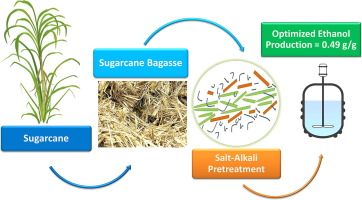 Sugarcane
Sugarcane Bagasse
Salt-Alkali
Pretreatment
Optimized Ethanol
Production = 0.49 g/g